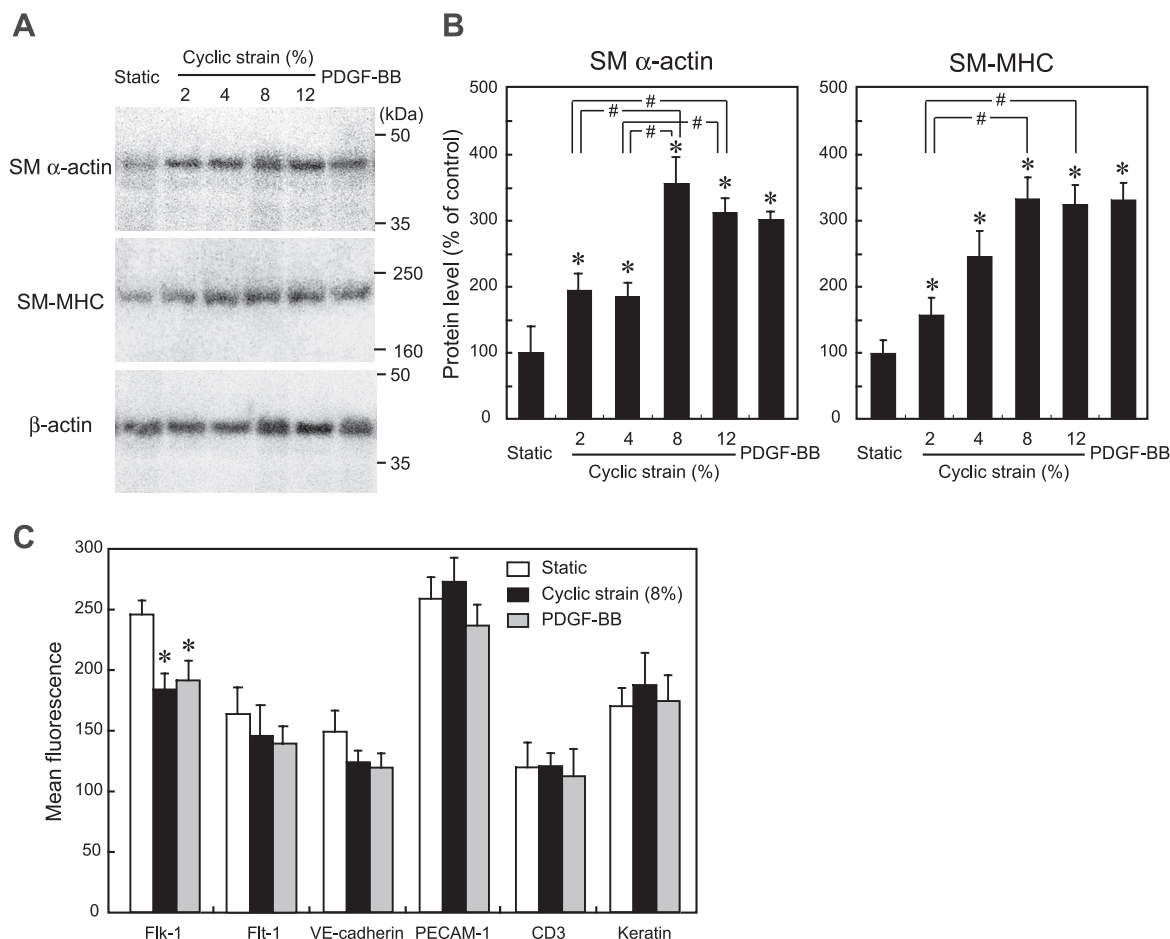 A
Cyclic strain (%)
Static
PDGF-BB
2 4 8 12
(kDa)
50
SM α-actin
35
250
SM-MHC
160
50
β-actin
35
B
SM α-actin
Protein level (% of control)
500
400
300
200
100
0
#
#
#
#
*
*
*
*
*
2 4 8 12
Static
PDGF-BB
Cyclic strain (%)
SM-MHC
500
400
300
200
100
0
#
#
*
*
*
*
*
2 4 8 12
Static
PDGF-BB
Cyclic strain (%)
C
Mean fluorescence
300
250
200
150
100
50
0
Static
Cyclic strain (8%)
PDGF-BB
* *
Flk-1 Flt-1 VE-cadherin PECAM-1 CD3 Keratin